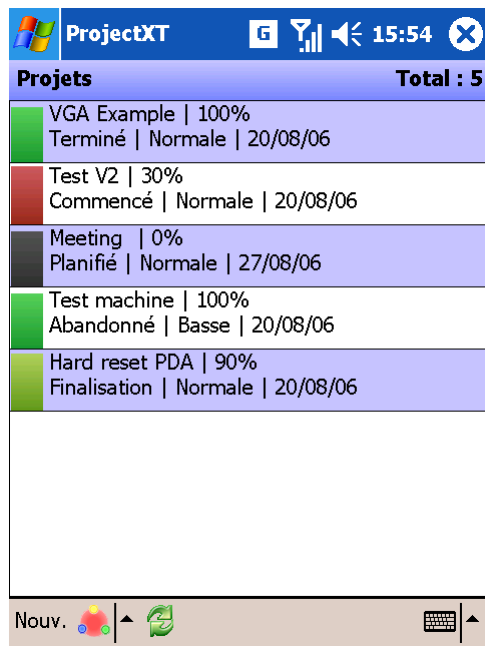 ProjectXT G 15:54
Projets Total : 5
VGA Example | 100%
Terminé | Normale | 20/08/06
Test V2 | 30%
Commencé | Normale | 20/08/06
Meeting | 0%
Planifié | Normale | 27/08/06
Test machine | 100%
Abandonné | Basse | 20/08/06
Hard reset PDA | 90%
Finalisation | Normale | 20/08/06
Nouv.